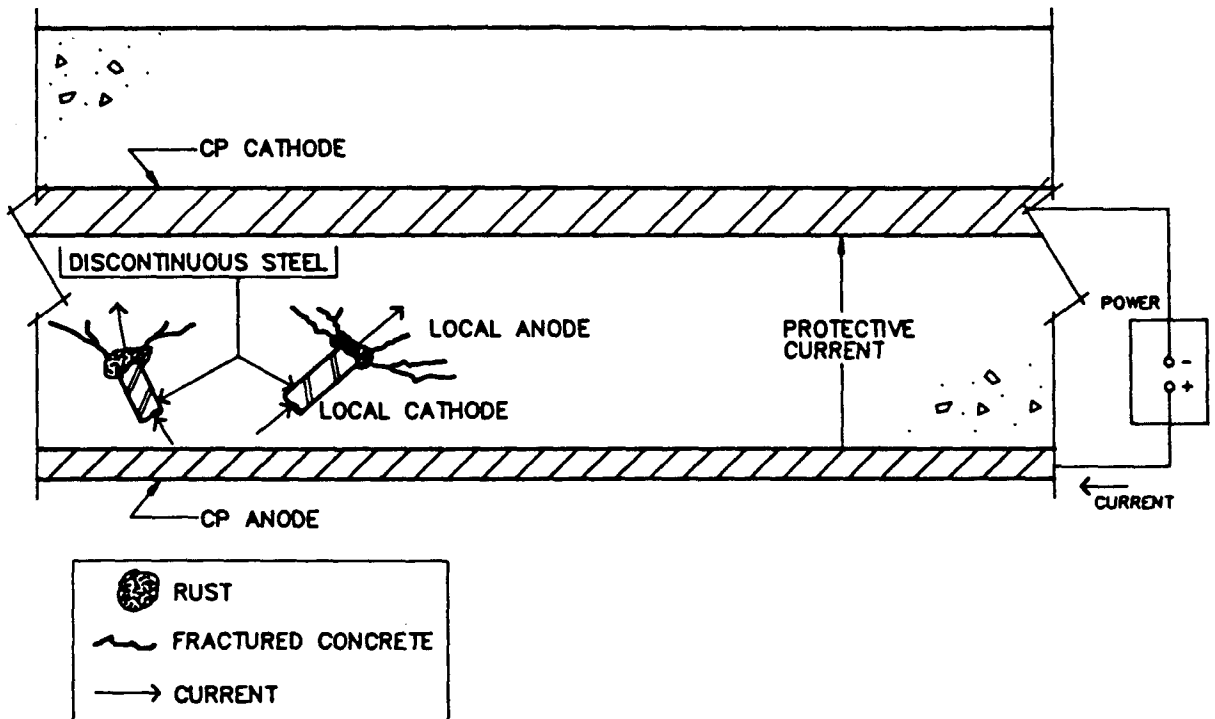 CP CATHODE
DISCONTINUOUS STEEL
LOCAL ANODE
LOCAL CATHODE
PROTECTIVE
CURRENT
POWER
-
+
CURRENT
CP ANODE
RUST
FRACTURED CONCRETE
CURRENT